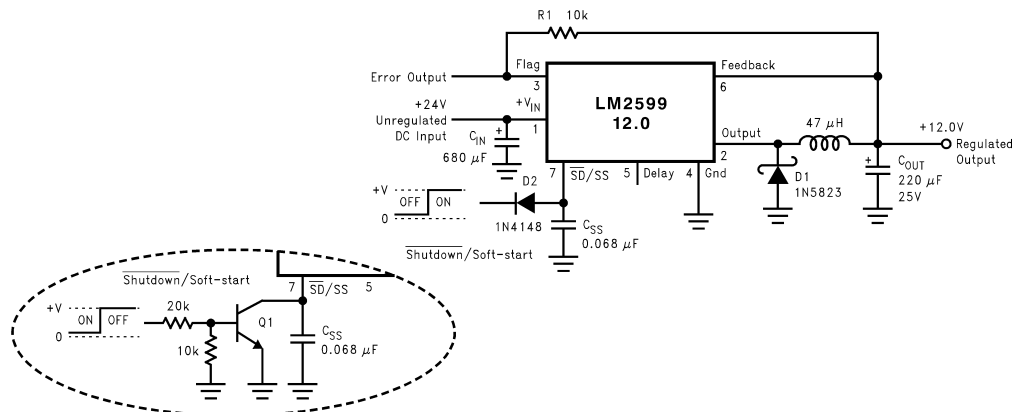 R1 10k
Error Output
Flag
3
Feedback
6
LM2599
12.0
+24V
Unregulated
DC Input
+VIN
1
CIN
+
680 μF
Output
2
47 μH
+12.0V
Regulated
Output
7
SD/SS
5
Delay
4
Gnd
D1
1N5823
+
COUT
220 μF
25V
+V
OFF
ON
0
D2
1N4148
CSS
0.068 μF
Shutdown/Soft-start
Shutdown/Soft-start
7
SD/SS
5
+V
ON
OFF
0
20k
10k
Q1
CSS
0.068 μF